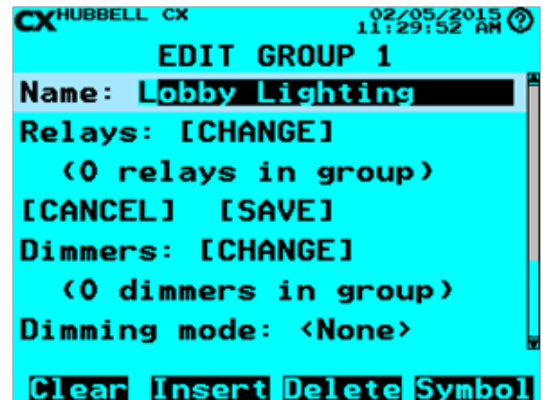 CX HUBBELL CX 02/05/2015
11:29:52 AM ?
EDIT GROUP 1
Name: Lobby Lighting
Relays: [CHANGE]
(0 relays in group)
[CANCEL] [SAVE]
Dimmers: [CHANGE]
(0 dimmers in group)
Dimming mode: <None>
Clear Insert Delete Symbol